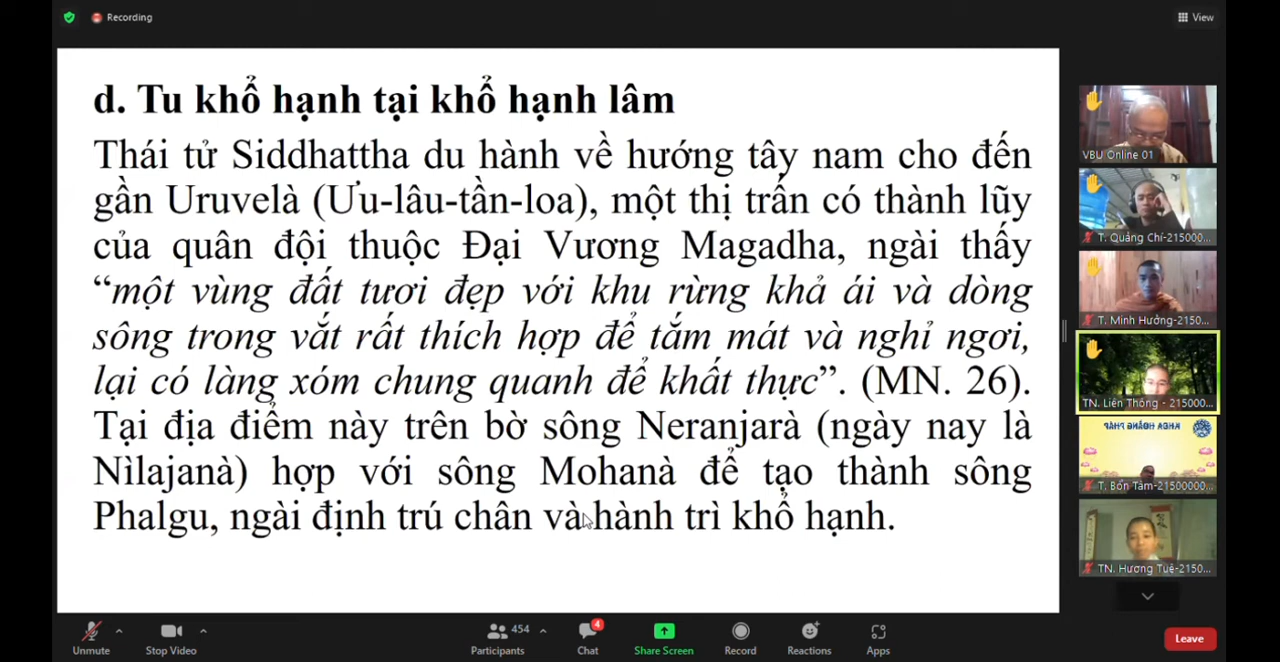 Recording
View
d. Tu khổ hạnh tại khổ hạnh lâm
Thái tử Siddhattha du hành về hướng tây nam cho đến
gần Uruvelà (Ưu-lâu-tần-loa), một thị trấn có thành lũy
của quân đội thuộc Đại Vương Magadha, ngài thấy
“một vùng đất tươi đẹp với khu rừng khả ái và dòng
sông trong vắt rất thích hợp để tắm mát và nghỉ ngơi,
lại có làng xóm chung quanh để khất thực”. (MN. 26).
Tại địa điểm này trên bờ sông Neranjarà (ngày nay là
Nìlajanà) hợp với sông Mohanà để tạo thành sông
Phalgu, ngài định trú chân và hành trì khổ hạnh.
VBU Online 01
T. Quảng Chí-215000...
T. Minh Hưởng-2150...
TN. Liên Thông - 215000...
KHOA HOẰNG PHÁP
T. Bổn Tâm-21500000...
TN. Hương Tuệ-2150...
Unmute
Stop Video
454
Participants
4
Chat
Share Screen
Record
Reactions
Apps
Leave